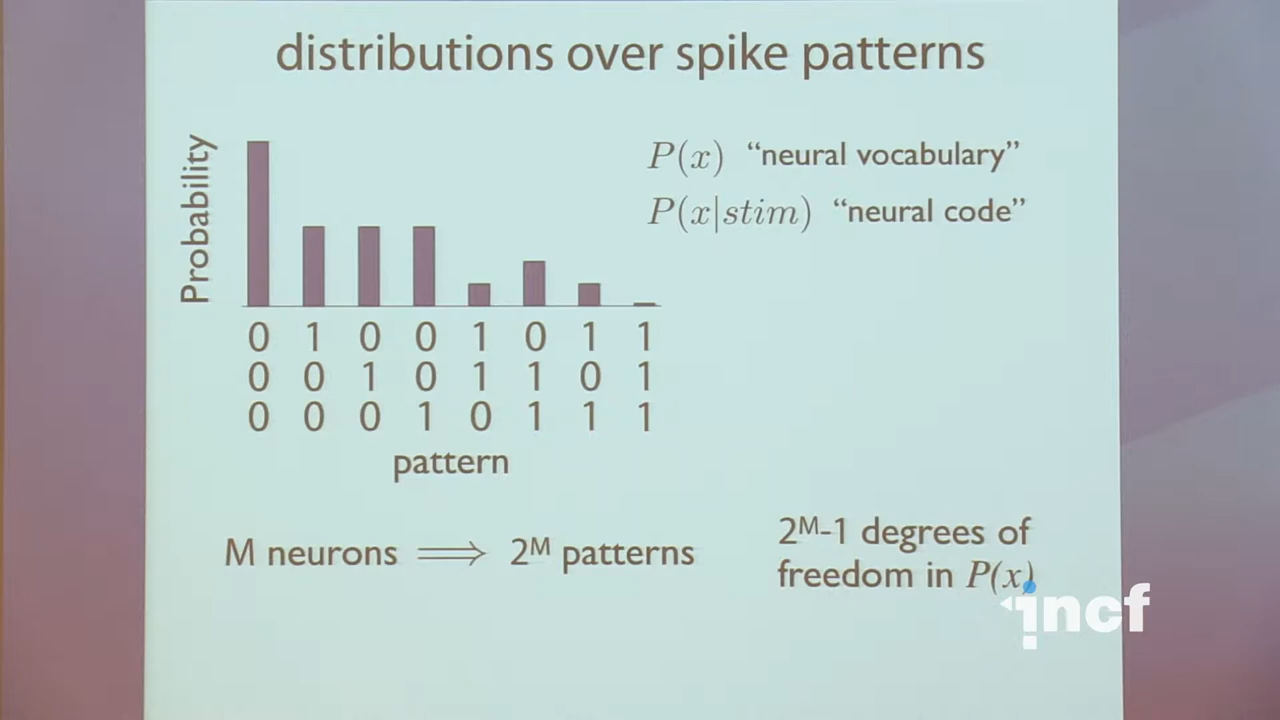 distributions over spike patterns
Probability
P(x) “neural vocabulary”
P(x|stim) “neural code”
0 1 0 0 1 0 1 1
0 0 1 0 1 1 0 1
0 0 0 1 0 1 1 1
pattern
M neurons ⟹ 2ᴹ patterns
2ᴹ-1 degrees of
freedom in P(x)
incf